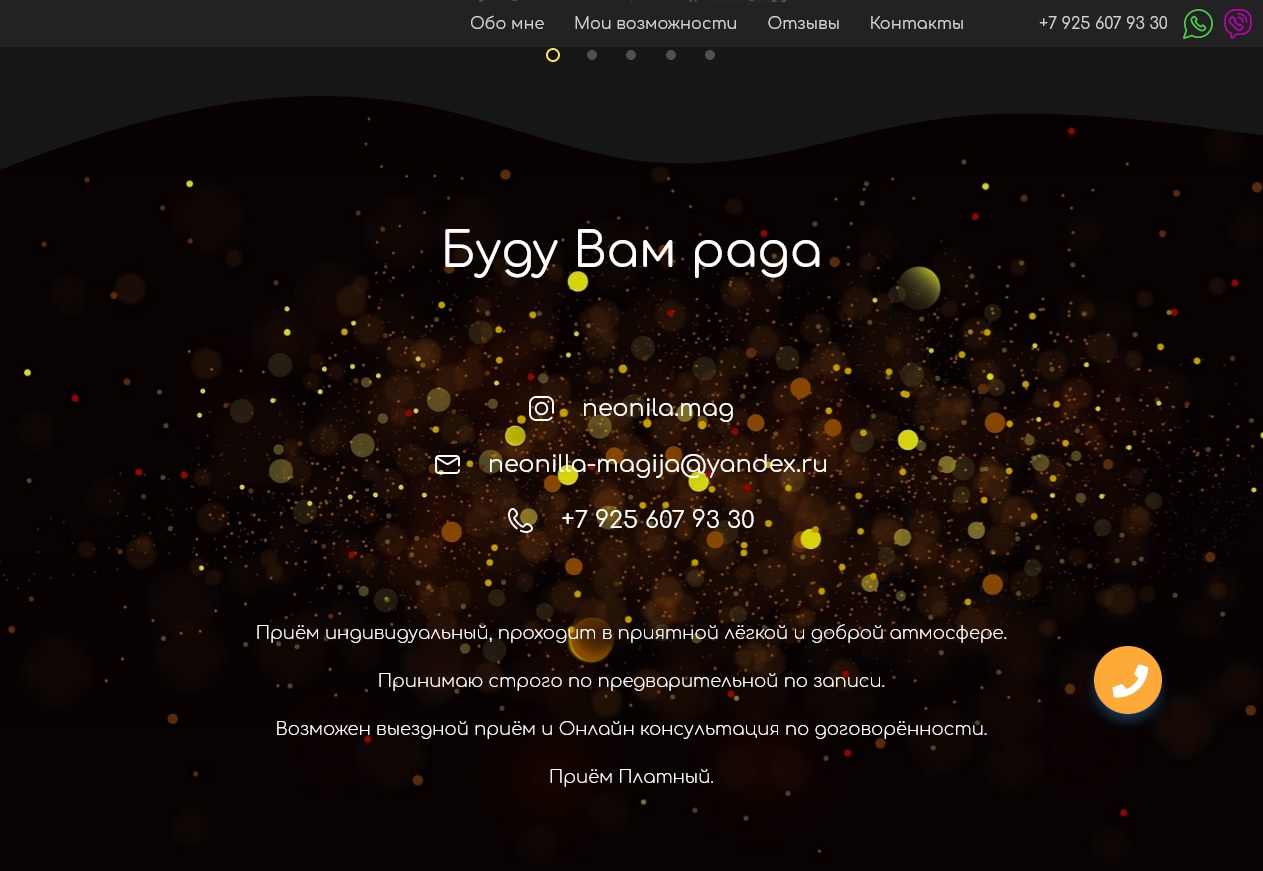 Обо мне Мои возможности Отзывы Контакты +7 925 607 93 30
Буду Вам рада
neonila.mag
neonilla-magija@yandex.ru
+7 925 607 93 30
Приём индивидуальный, проходит в приятной лёгкой и доброй атмосфере.
Принимаю строго по предварительной по записи.
Возможен выездной приём и Онлайн консультация по договорённости.
Приём Платный.